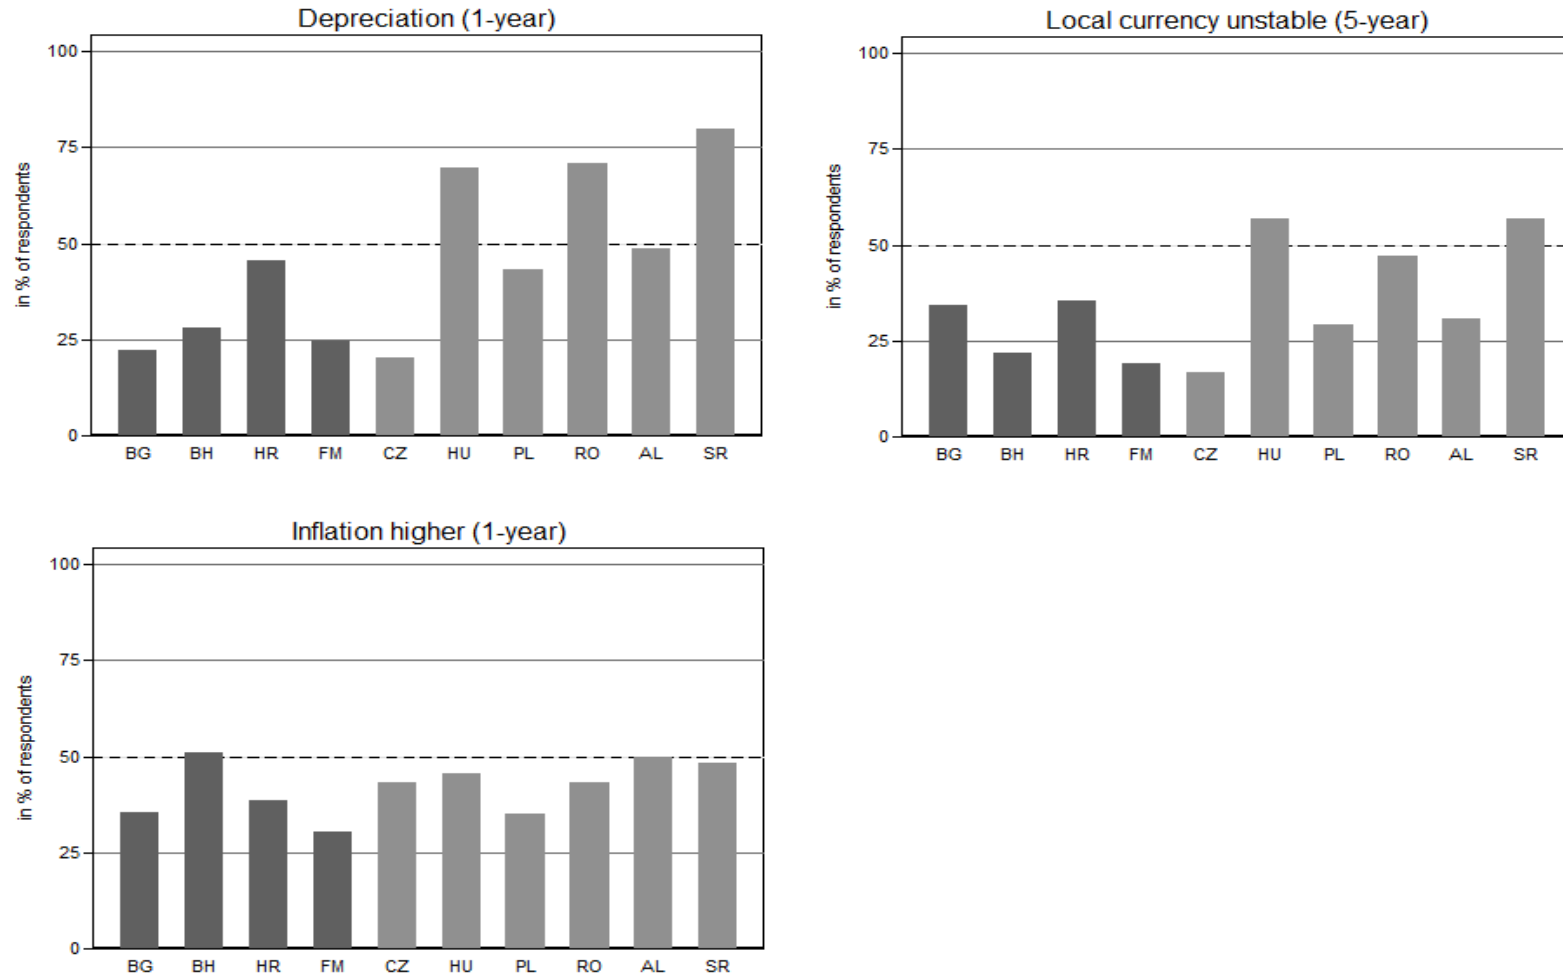 Depreciation (1-year)
in % of respondents
100
75
50
25
0
BG BH HR FM CZ HU PL RO AL SR
Local currency unstable (5-year)
in % of respondents
100
75
50
25
0
BG BH HR FM CZ HU PL RO AL SR
Inflation higher (1-year)
in % of respondents
100
75
50
25
0
BG BH HR FM CZ HU PL RO AL SR